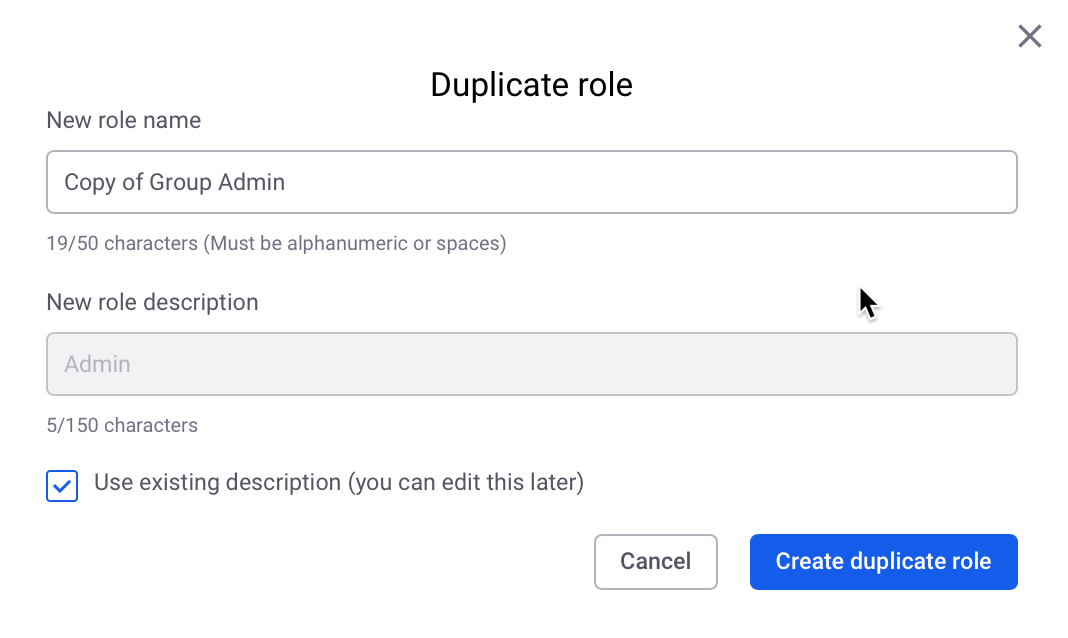 Duplicate role
New role name
Copy of Group Admin
19/50 characters (Must be alphanumeric or spaces)
New role description
Admin
5/150 characters
Use existing description (you can edit this later)
Cancel
Create duplicate role